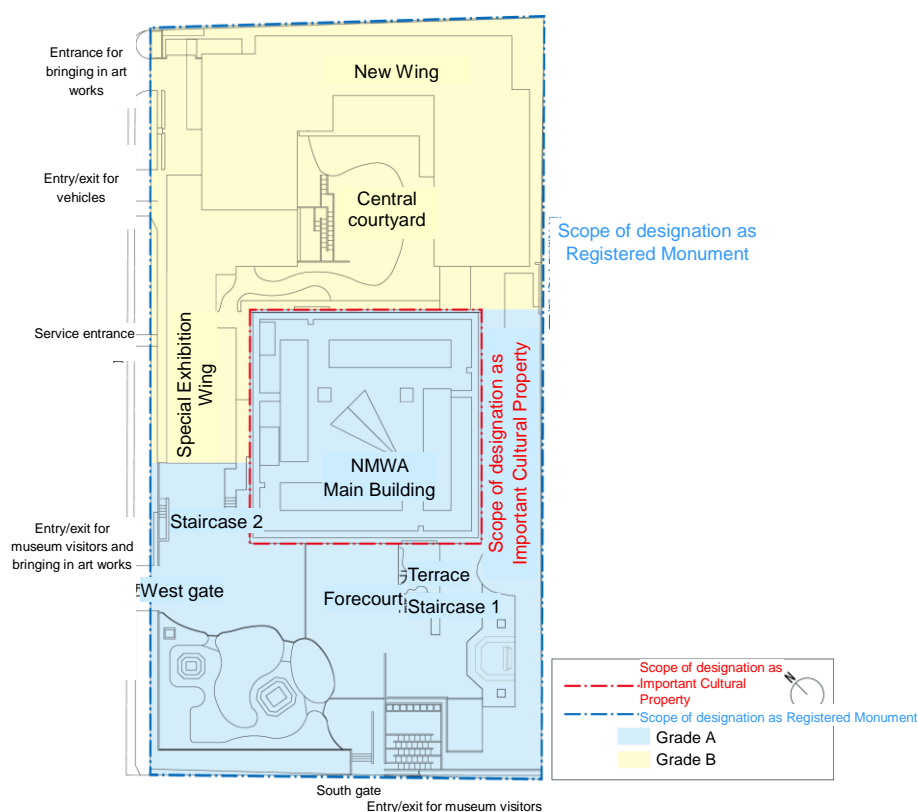 Entrance for
bringing in art
works
New Wing
Entry/exit for
vehicles
Central
courtyard
Scope of designation as
Registered Monument
Service entrance
Special Exhibition
Wing
Scope of designation as
Important Cultural Property
NMWA
Main Building
Staircase 2
Entry/exit for
museum visitors and
bringing in art works
West gate
Forecourt
Terrace
Staircase 1
Scope of designation as
Important Cultural
Property
N
Scope of designation as Registered Monument
Grade A
Grade B
South gate
Entry/exit for museum visitors